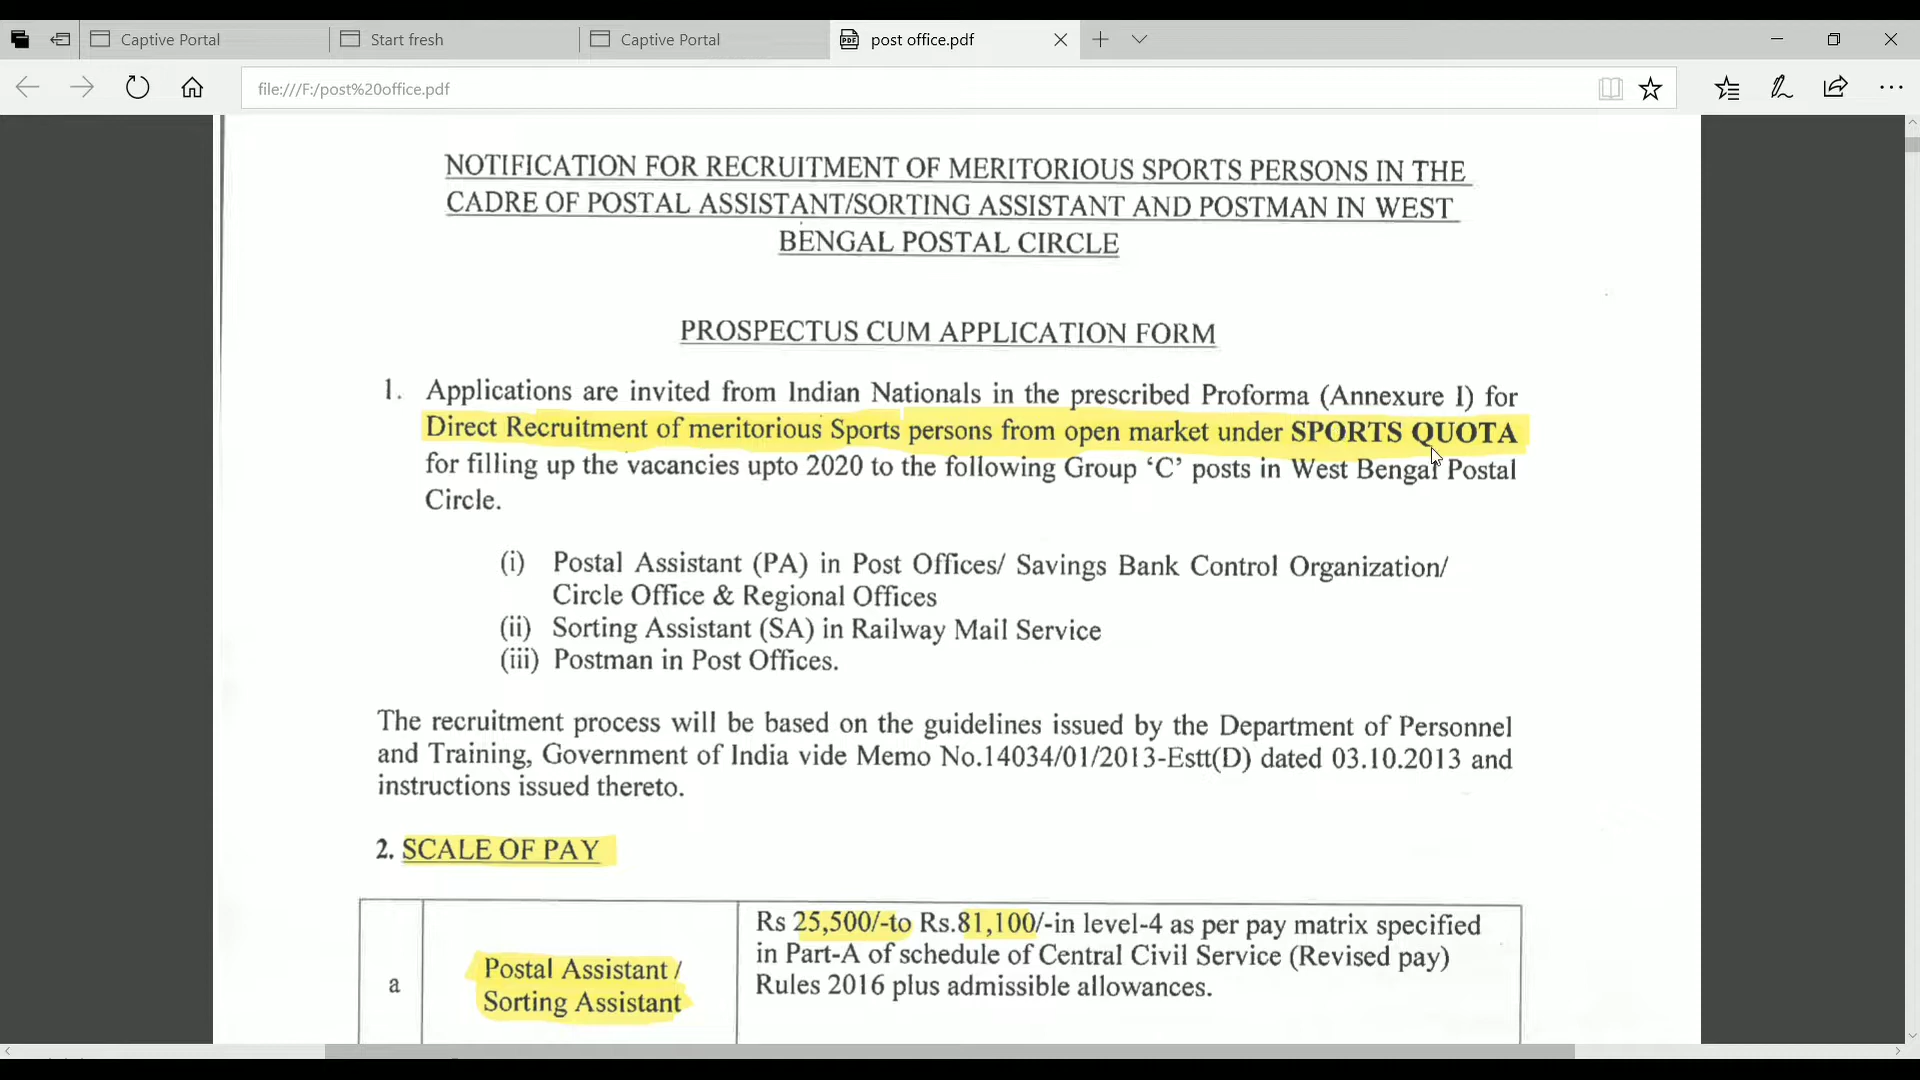 Captive Portal
Start fresh
Captive Portal
PDF
post office.pdf
file:///F:/post%20office.pdf
NOTIFICATION FOR RECRUITMENT OF MERITORIOUS SPORTS PERSONS IN THE
CADRE OF POSTAL ASSISTANT/SORTING ASSISTANT AND POSTMAN IN WEST
BENGAL POSTAL CIRCLE
PROSPECTUS CUM APPLICATION FORM
1. Applications are invited from Indian Nationals in the prescribed Proforma (Annexure I) for
Direct Recruitment of meritorious Sports persons from open market under SPORTS QUOTA
for filling up the vacancies upto 2020 to the following Group ‘C’ posts in West Bengal Postal
Circle.
(i) Postal Assistant (PA) in Post Offices/ Savings Bank Control Organization/
Circle Office & Regional Offices
(ii) Sorting Assistant (SA) in Railway Mail Service
(iii) Postman in Post Offices.
The recruitment process will be based on the guidelines issued by the Department of Personnel
and Training, Government of India vide Memo No.14034/01/2013-Estt(D) dated 03.10.2013 and
instructions issued thereto.
2. SCALE OF PAY
a
Postal Assistant /
Sorting Assistant
Rs 25,500/-to Rs.81,100/-in level-4 as per pay matrix specified
in Part-A of schedule of Central Civil Service (Revised pay)
Rules 2016 plus admissible allowances.